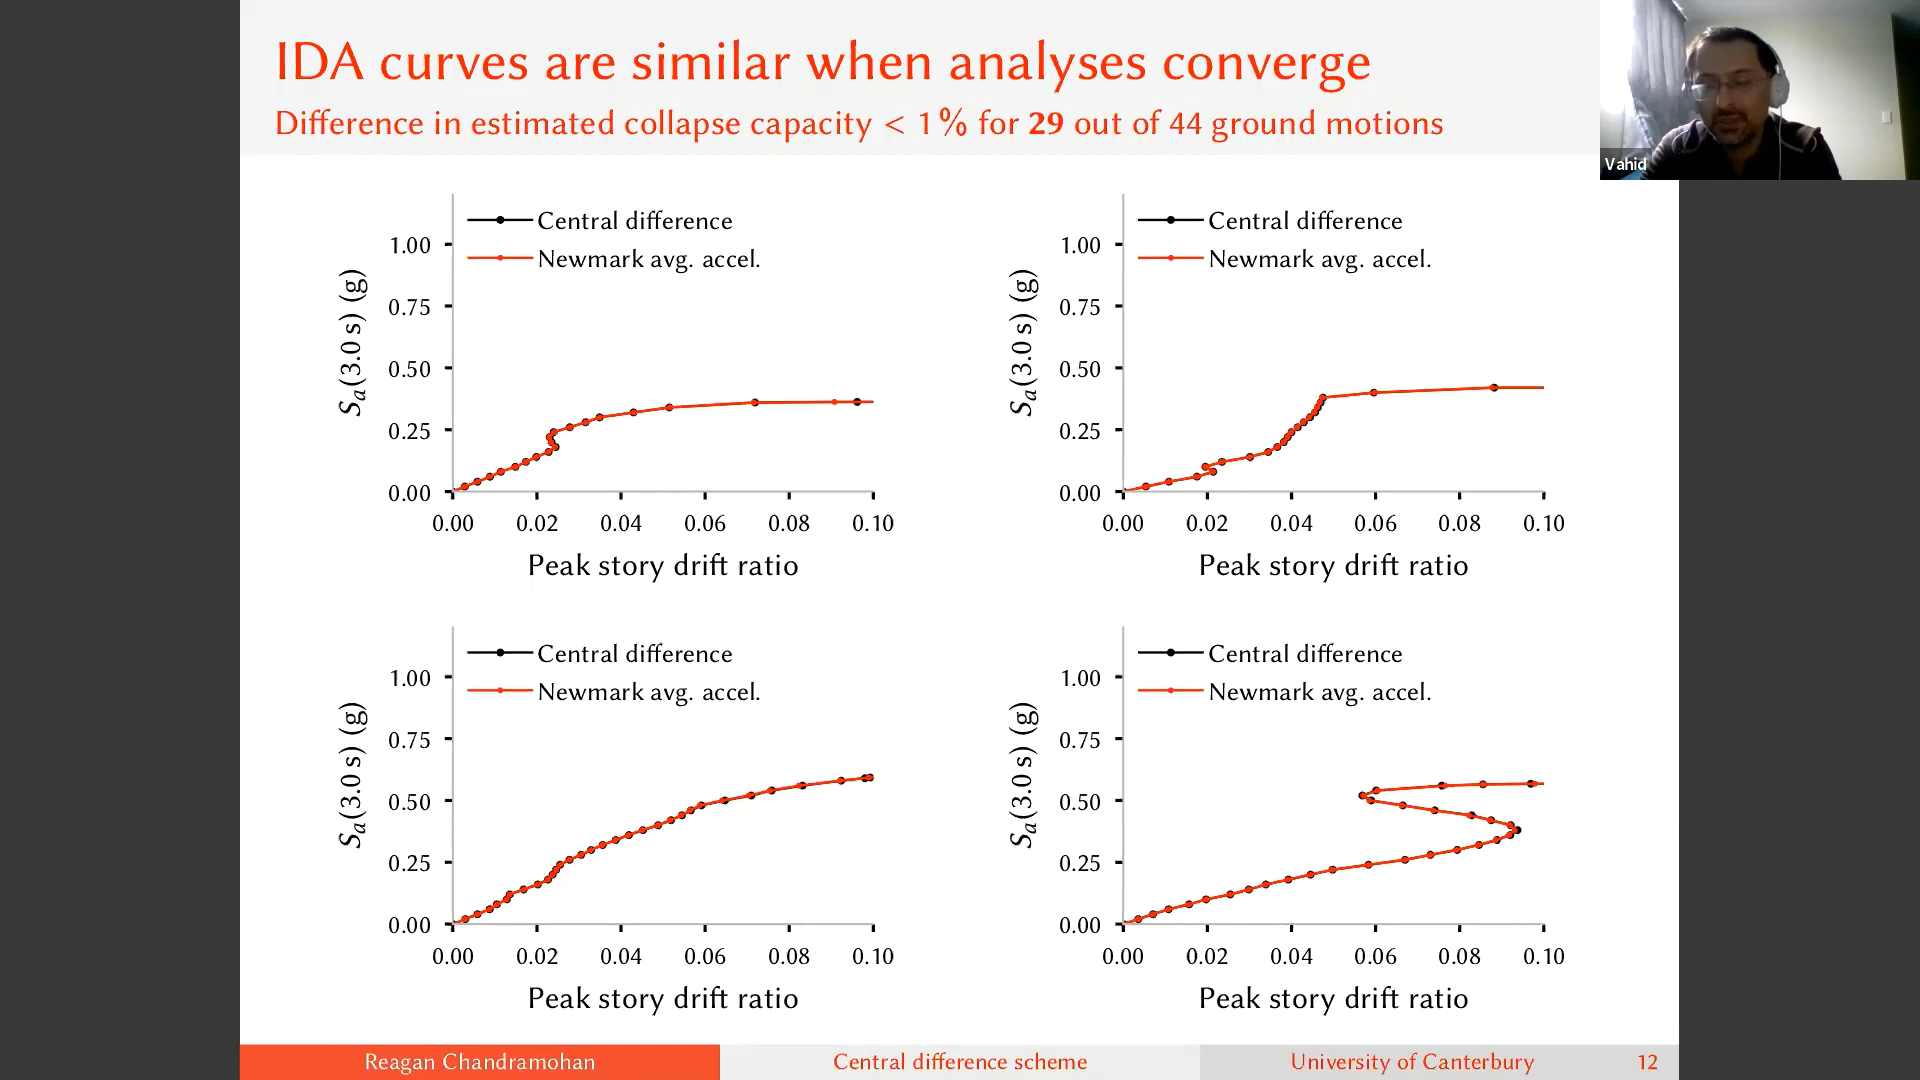 IDA curves are similar when analyses converge
Difference in estimated collapse capacity < 1 % for 29 out of 44 ground motions
Vahid
Central difference
Newmark avg. accel.
1.00
0.75
0.50
0.25
0.00
Sa(3.0 s) (g)
0.00 0.02 0.04 0.06 0.08 0.10
Peak story drift ratio
Central difference
Newmark avg. accel.
1.00
0.75
0.50
0.25
0.00
Sa(3.0 s) (g)
0.00 0.02 0.04 0.06 0.08 0.10
Peak story drift ratio
Central difference
Newmark avg. accel.
1.00
0.75
0.50
0.25
0.00
Sa(3.0 s) (g)
0.00 0.02 0.04 0.06 0.08 0.10
Peak story drift ratio
Central difference
Newmark avg. accel.
1.00
0.75
0.50
0.25
0.00
Sa(3.0 s) (g)
0.00 0.02 0.04 0.06 0.08 0.10
Peak story drift ratio
Reagan Chandramohan
Central difference scheme
University of Canterbury
12